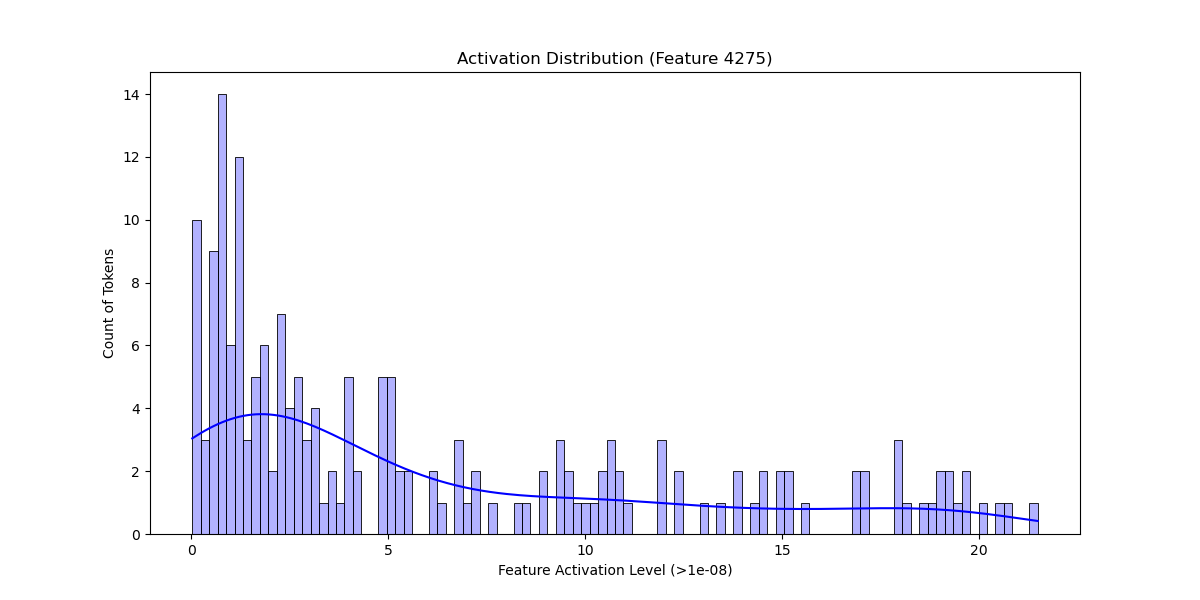 Activation Distribution (Feature 4275)
14
12
10
8
6
4
2
0
Count of Tokens
0 5 10 15 20
Feature Activation Level (>1e-08)